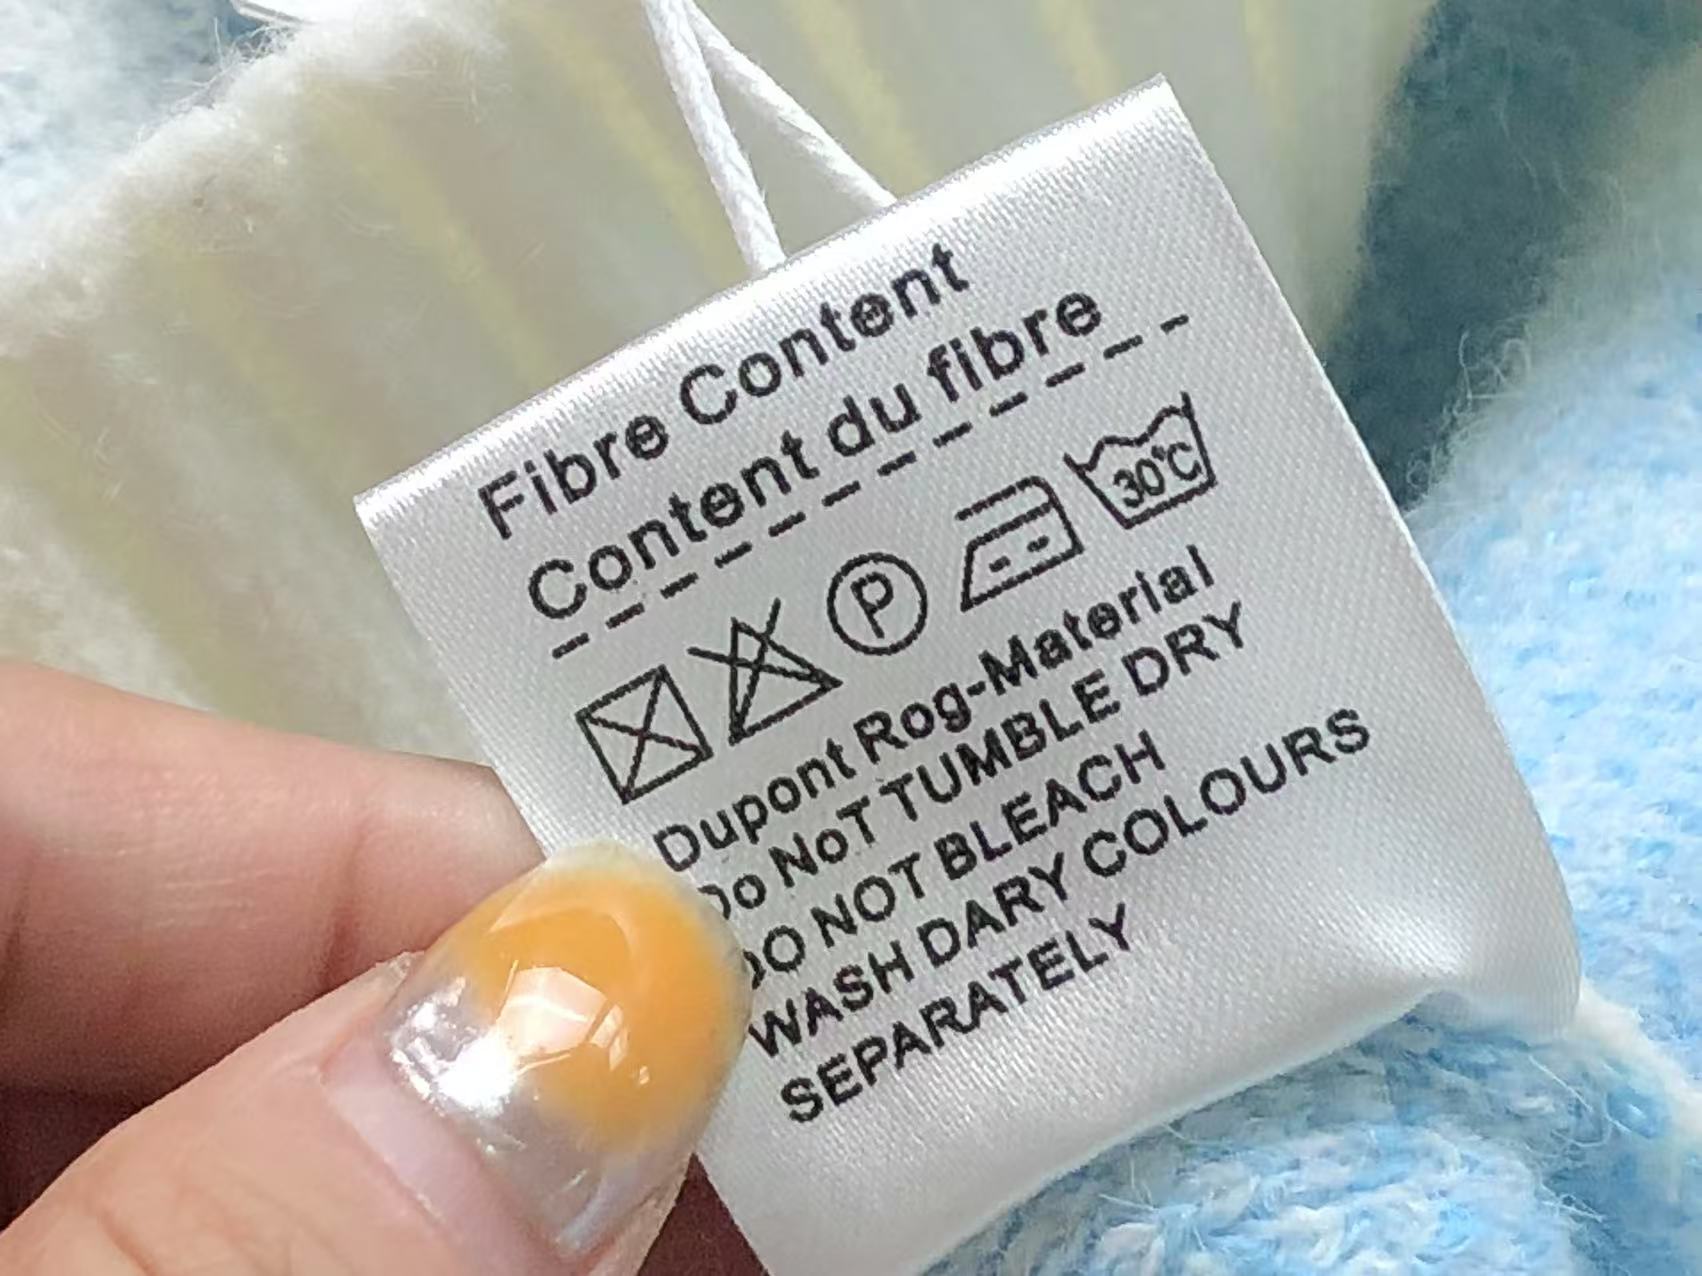 Fibre Content
Content du fibre
P 30°C
Dupont Rog-Material
Do NoT TUMBLE DRY
DO NOT BLEACH
WASH DARY COLOURS
SEPARATELY